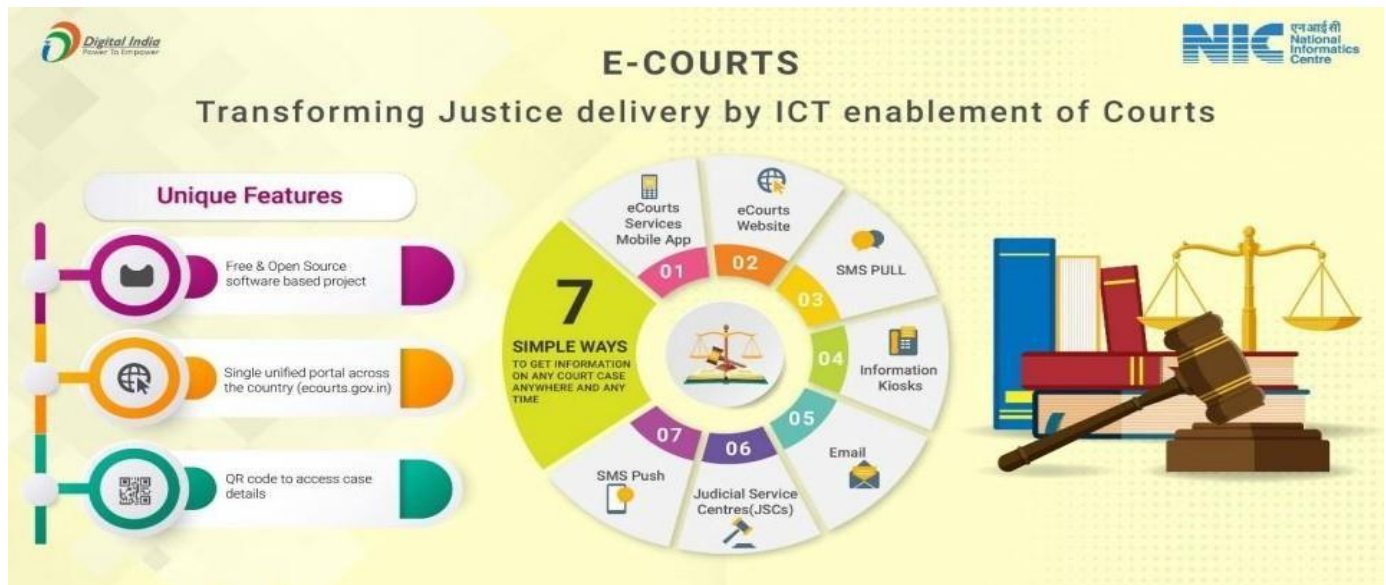 Digital India
Power To Empower
NIC
एन आई सी
National
Informatics
Centre
E-COURTS
Transforming Justice delivery by ICT enablement of Courts
Unique Features
Free & Open Source
software based project
Single unified portal across
the country (ecourts.gov.in)
QR code to access case
details
7
SIMPLE WAYS
TO GET INFORMATION
ON ANY COURT CASE
ANYWHERE AND ANY
TIME
eCourts
Services
Mobile App
01
eCourts
Website
02
SMS PULL
03
Information
Kiosks
04
Email
05
Judicial Service
Centres(JSCs)
06
SMS Push
07